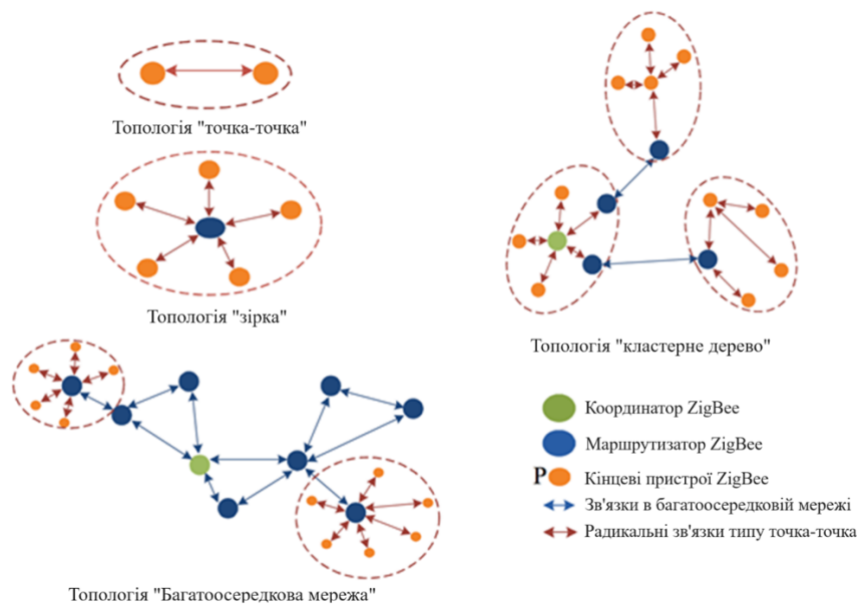 Топологія "точка-точка"
Топологія "зірка"
Топологія "кластерне дерево"
Координатор ZigBee
Маршрутизатор ZigBee
Р Кінцеві пристрої ZigBee
Зв'язки в багатоосередковій мережі
Радикальні зв'язки типу точка-точка
Топологія "Багатоосередкова мережа"